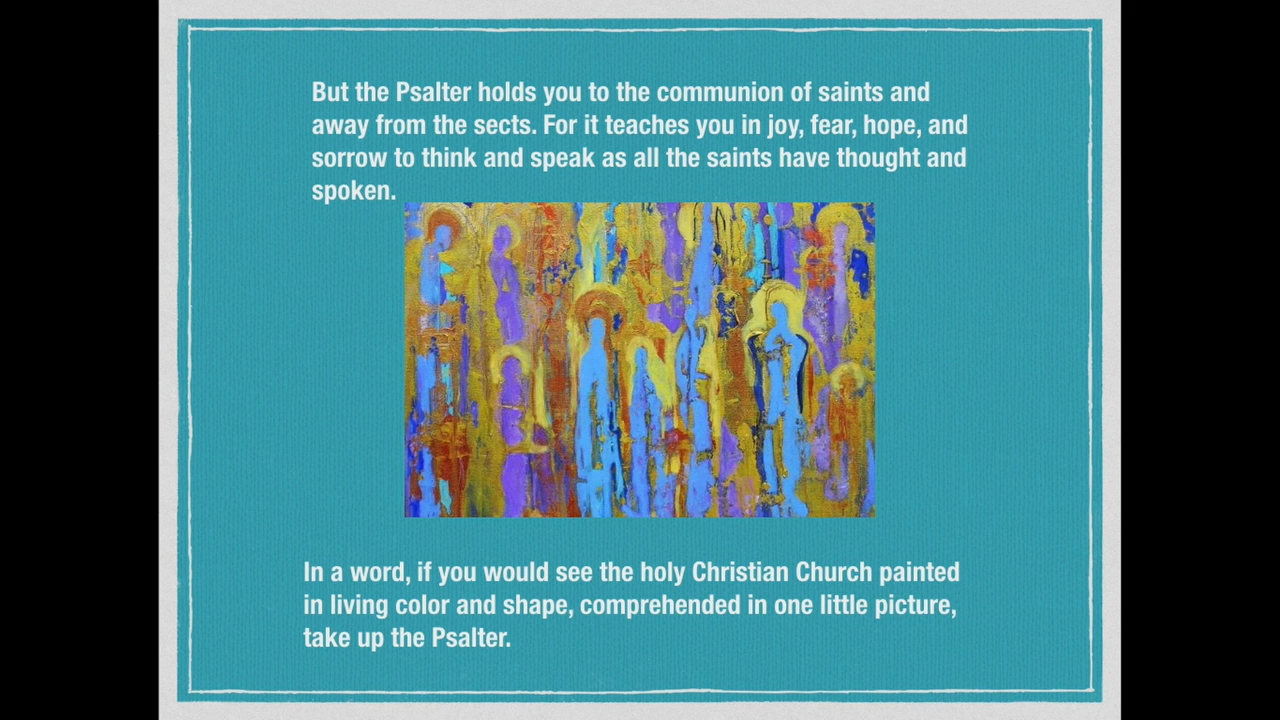 But the Psalter holds you to the communion of saints and
away from the sects. For it teaches you in joy, fear, hope, and
sorrow to think and speak as all the saints have thought and
spoken.
In a word, if you would see the holy Christian Church painted
in living color and shape, comprehended in one little picture,
take up the Psalter.